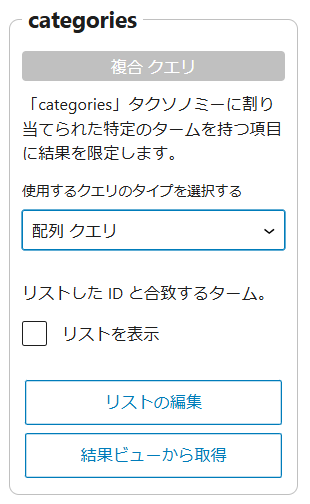 categories
複合 クエリ
「categories」タクソノミーに割り
当てられた特定のタームを持つ項目
に結果を限定します。
使用するクエリのタイプを選択する
配列 クエリ
リストした ID と合致するターム。
リストを表示
リストの編集
結果ビューから取得